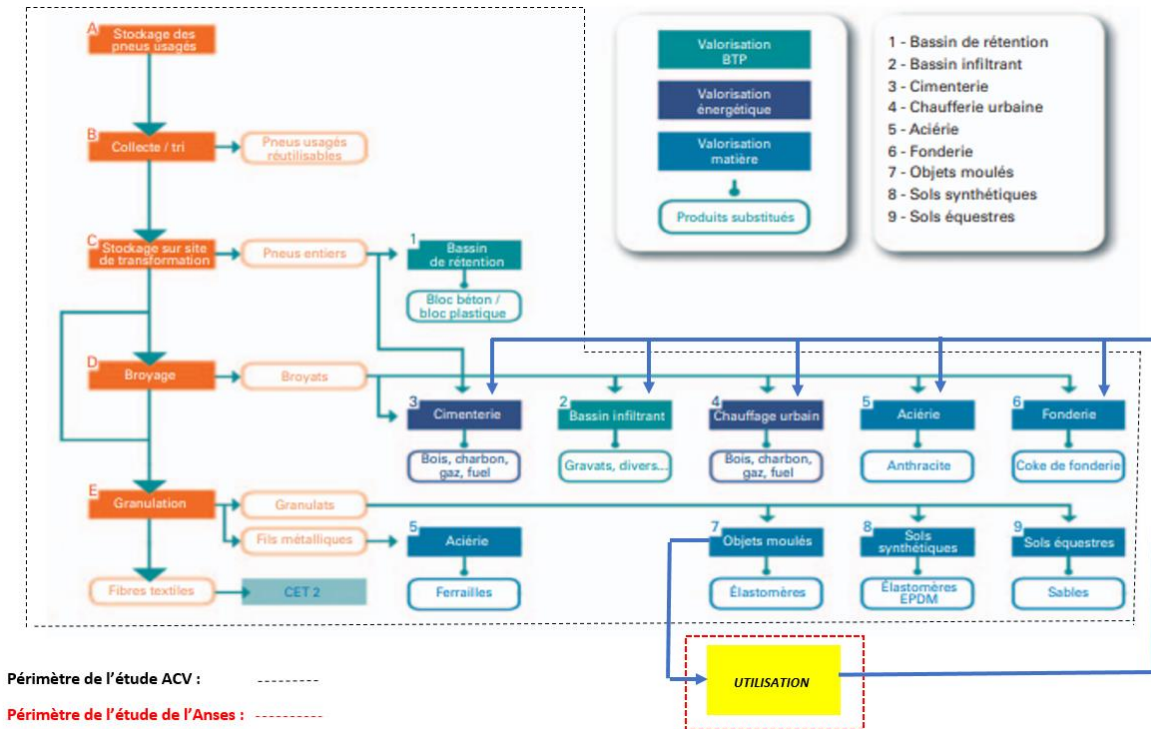 A
Stockage des
pneus usagés
B
Collecte / tri
Pneus usagés
réutilisables
C
Stockage sur site
de transformation
Pneus entiers
1
Bassin
de rétention
Bloc béton /
bloc plastique
D
Broyage
Broyats
3
Cimenterie
2
Bassin infiltrant
4
Chauffage urbain
5
Aciérie
6
Fonderie
Bois, charbon,
gaz, fuel
Gravats, divers...
Bois, charbon,
gaz, fuel
Anthracite
Coke de fonderie
E
Granulation
Granulats
Fils métalliques
5
Aciérie
7
Objets moulés
8
Sols
synthétiques
9
Sols équestres
Fibres textiles
CET 2
Ferrailles
Élastomères
Élastomères
EPDM
Sables
Valorisation
BTP
Valorisation
énergétique
Valorisation
matière
Produits substitués
1 - Bassin de rétention
2 - Bassin infiltrant
3 - Cimenterie
4 - Chaufferie urbaine
5 - Aciérie
6 - Fonderie
7 - Objets moulés
8 - Sols synthétiques
9 - Sols équestres
UTILISATION
Périmètre de l'étude ACV :
Périmètre de l'étude de l'Anses :